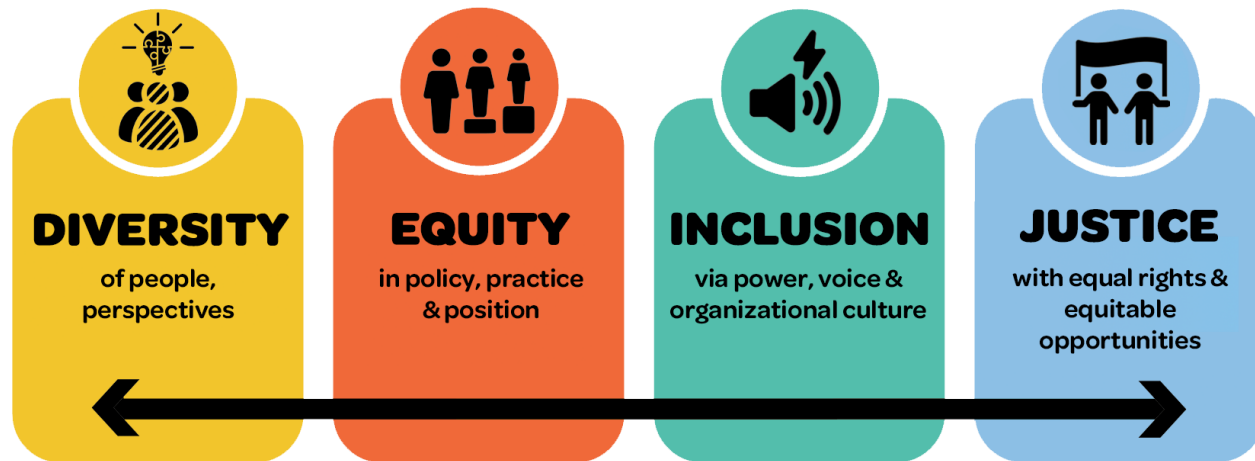 DIVERSITY
of people,
perspectives
EQUITY
in policy, practice
& position
INCLUSION
via power, voice &
organizational culture
JUSTICE
with equal rights &
equitable
opportunities